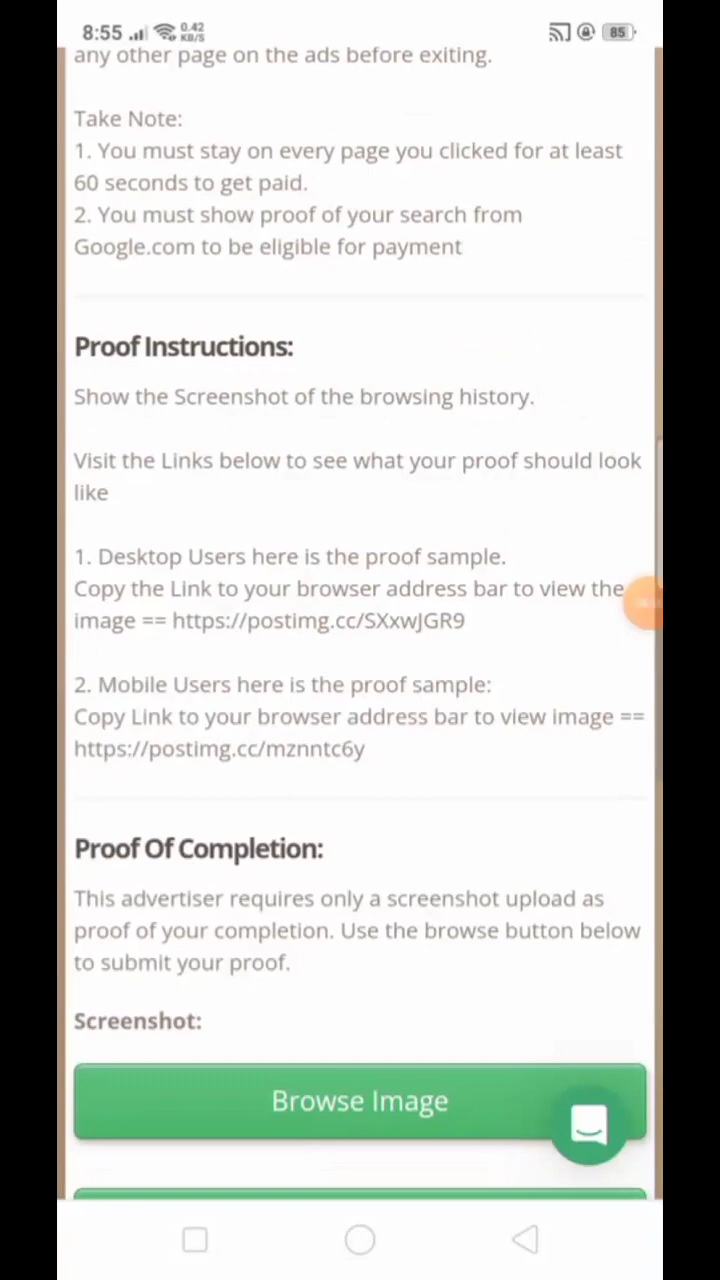 8:55 0.42 KB/S 85
any other page on the ads before exiting.
Take Note:
1. You must stay on every page you clicked for at least
60 seconds to get paid.
2. You must show proof of your search from
Google.com to be eligible for payment
Proof Instructions:
Show the Screenshot of the browsing history.
Visit the Links below to see what your proof should look
like
1. Desktop Users here is the proof sample.
Copy the Link to your browser address bar to view the
image == https://postimg.cc/SXxwJGR9
2. Mobile Users here is the proof sample:
Copy Link to your browser address bar to view image ==
https://postimg.cc/mznntc6y
Proof Of Completion:
This advertiser requires only a screenshot upload as
proof of your completion. Use the browse button below
to submit your proof.
Screenshot:
Browse Image